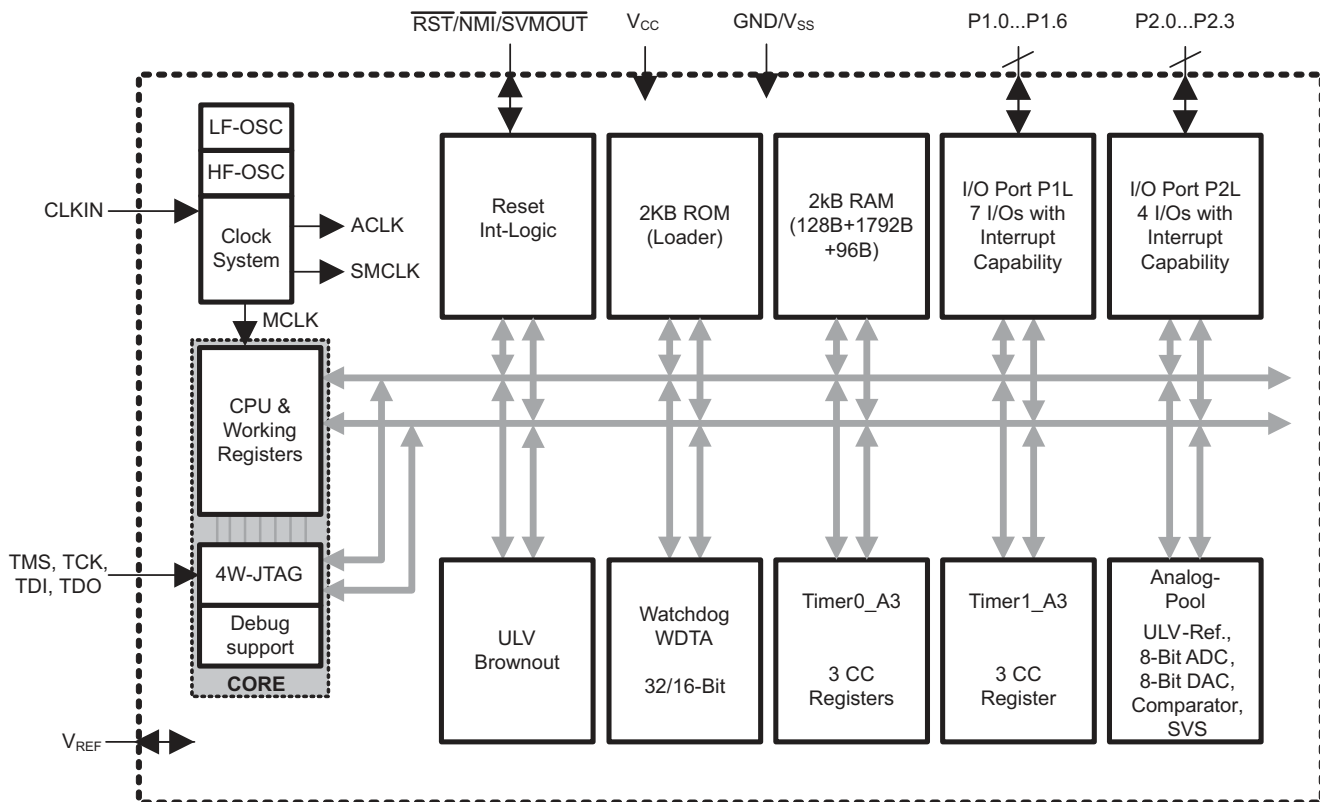 RST/NMI/SVMOUT
VCC
GND/VSS
P1.0...P1.6
P2.0...P2.3
LF-OSC
HF-OSC
CLKIN
Clock
System
ACLK
SMCLK
MCLK
Reset
Int-Logic
2KB ROM
(Loader)
2kB RAM
(128B+1792B
+96B)
I/O Port P1L
7 I/Os with
Interrupt
Capability
I/O Port P2L
4 I/Os with
Interrupt
Capability
CPU &
Working
Registers
TMS, TCK,
TDI, TDO
4W-JTAG
Debug
support
CORE
ULV
Brownout
Watchdog
WDTA
32/16-Bit
Timer0_A3
3 CC
Registers
Timer1_A3
3 CC
Register
Analog-
Pool
ULV-Ref.,
8-Bit ADC,
8-Bit DAC,
Comparator,
SVS
VREF